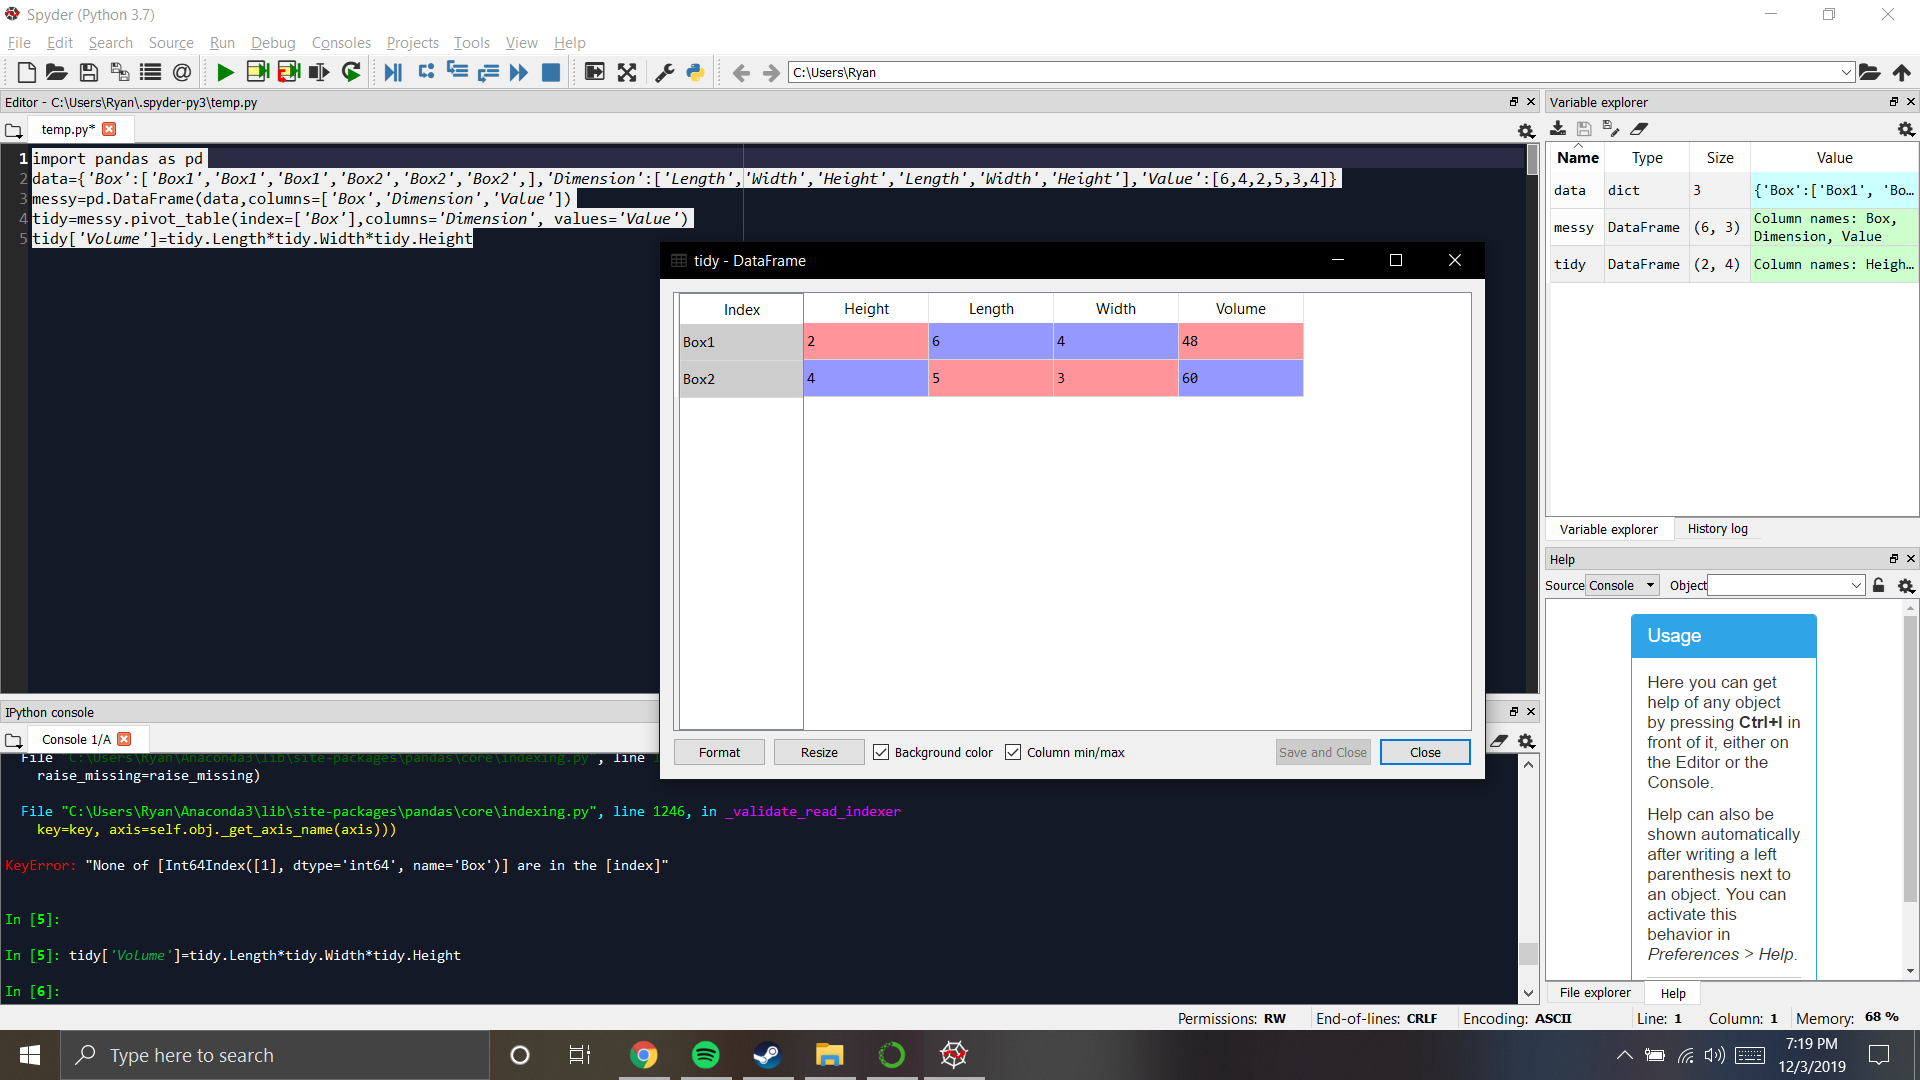 Spyder (Python 3.7)
File Edit Search Source Run Debug Consoles Projects Tools View Help
C:\Users\Ryan
Editor - C:\Users\Ryan\.spyder-py3\temp.py
temp.py*
1 import pandas as pd
2 data={'Box':['Box1','Box1','Box1','Box2','Box2','Box2',],'Dimension':['Length','Width','Height','Length','Width','Height'],'Value':[6,4,2,5,3,4]}
3 messy=pd.DataFrame(data,columns=['Box','Dimension','Value'])
4 tidy=messy.pivot_table(index=['Box'],columns='Dimension', values='Value')
5 tidy['Volume']=tidy.Length*tidy.Width*tidy.Height
tidy - DataFrame
Index Height Length Width Volume
Box1 2 6 4 48
Box2 4 5 3 60
Format Resize Background color Column min/max Save and Close Close
Variable explorer
Name Type Size Value
data dict 3 {'Box':['Box1', 'Bo...
messy DataFrame (6, 3) Column names: Box,
Dimension, Value
tidy DataFrame (2, 4) Column names: Heigh...
Variable explorer History log
Help
Source Console Object
Usage
Here you can get
help of any object
by pressing Ctrl+I in
front of it, either on
the Editor or the
Console.
Help can also be
shown automatically
after writing a left
parenthesis next to
an object. You can
activate this
behavior in
Preferences > Help.
File explorer Help
IPython console
Console 1/A
File "C:\Users\Ryan\Anaconda3\lib\site-packages\pandas\core\indexing.py", line
raise_missing=raise_missing)
File "C:\Users\Ryan\Anaconda3\lib\site-packages\pandas\core\indexing.py", line 1246, in _validate_read_indexer
key=key, axis=self.obj._get_axis_name(axis)))
KeyError: "None of [Int64Index([1], dtype='int64', name='Box')] are in the [index]"
In [5]:
In [5]: tidy['Volume']=tidy.Length*tidy.Width*tidy.Height
In [6]:
Permissions: RW End-of-lines: CRLF Encoding: ASCII Line: 1 Column: 1 Memory: 68 %
Type here to search
7:19 PM
12/3/2019